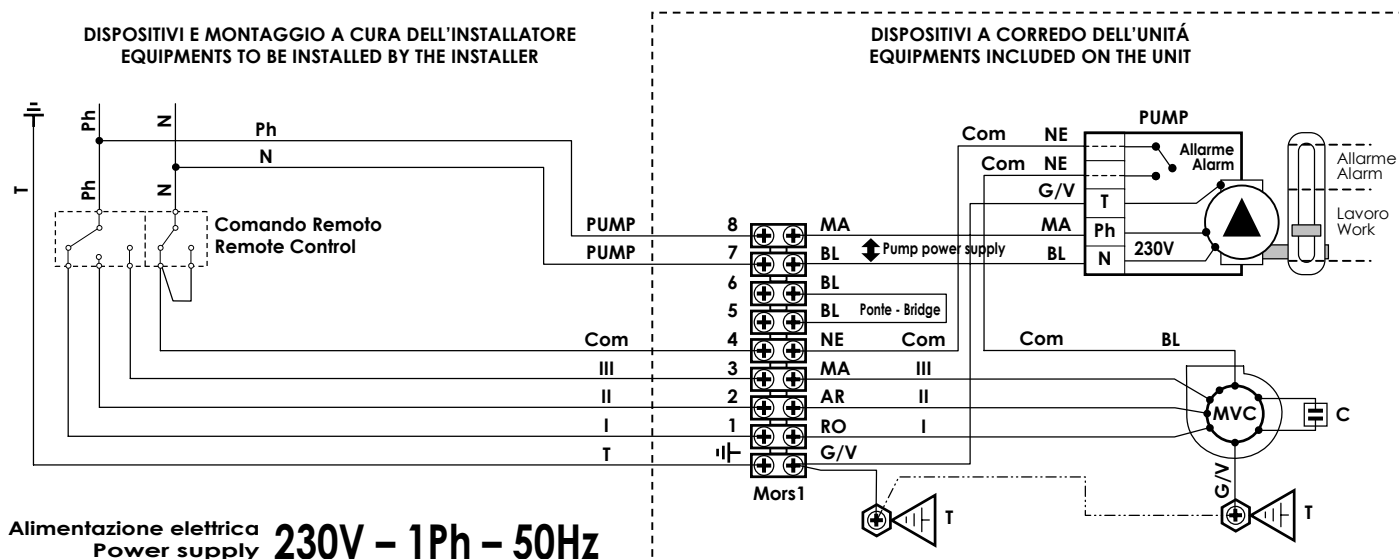 DISPOSITIVI E MONTAGGIO A CURA DELL'INSTALLATORE
EQUIPMENTS TO BE INSTALLED BY THE INSTALLER
DISPOSITIVI A CORREDO DELL'UNITÁ
EQUIPMENTS INCLUDED ON THE UNIT
Ph
N
Ph
N
T
Ph
N
Comando Remoto
Remote Control
PUMP
Com NE
Com NE
G/V T
Allarme
Alarm
Allarme
Alarm
Lavoro
Work
PUMP 8 MA
Pump power supply
MA Ph
PUMP 7 BL
BL N 230V
6 BL
5 BL Ponte - Bridge
Com 4 NE Com Com BL
III 3 MA III
II 2 AR II
I 1 RO I
T G/V
MVC
C
G/V
Mors1
T
T
Alimentazione elettrica
Power supply
230V – 1Ph – 50Hz